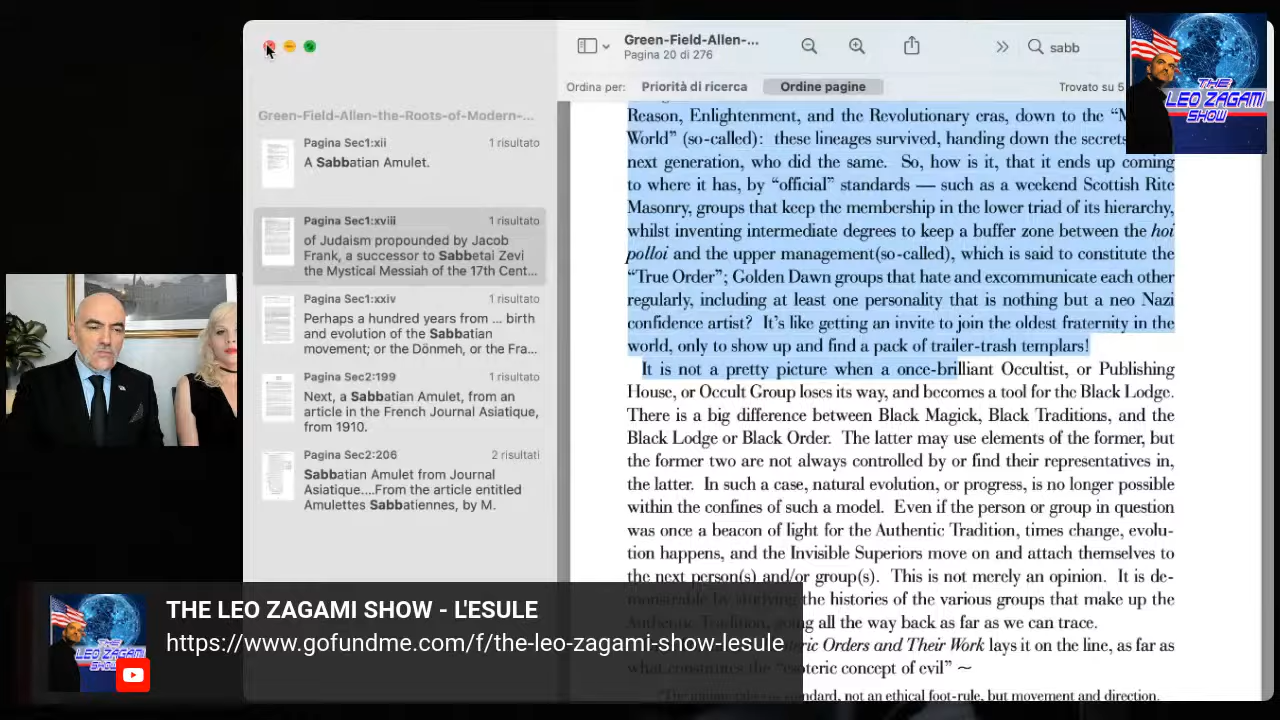 Green-Field-Allen-...
Pagina 20 di 276
sabb
THE
LEO ZAGAMI
SHOW
Ordina per: Priorità di ricerca Ordine pagine Trovato su 5
Green-Field-Allen-the-Roots-of-Modern-...
Pagina Sec1:xii 1 risultato
A Sabbatian Amulet.
Pagina Sec1:xviii 1 risultato
of Judaism propounded by Jacob
Frank, a successor to Sabbetai Zevi
the Mystical Messiah of the 17th Cent...
Pagina Sec1:xxiv 1 risultato
Perhaps a hundred years from ... birth
and evolution of the Sabbatian
movement; or the Dönmeh, or the Fra...
Pagina Sec2:199 1 risultato
Next, a Sabbatian Amulet, from an
article in the French Journal Asiatique,
from 1910.
Pagina Sec2:206 2 risultati
Sabbatian Amulet from Journal
Asiatique....From the article entitled
Amulettes Sabbatiennes, by M.
Reason, Enlightenment, and the Revolutionary eras, down to the “M
World” (so-called): these lineages survived, handing down the secrets
next generation, who did the same. So, how is it, that it ends up coming
to where it has, by “official” standards — such as a weekend Scottish Rite
Masonry, groups that keep the membership in the lower triad of its hierarchy,
whilst inventing intermediate degrees to keep a buffer zone between the hoi
polloi and the upper management(so-called), which is said to constitute the
“True Order”; Golden Dawn groups that hate and excommunicate each other
regularly, including at least one personality that is nothing but a neo Nazi
confidence artist? It’s like getting an invite to join the oldest fraternity in the
world, only to show up and find a pack of trailer-trash templars!
It is not a pretty picture when a once-brilliant Occultist, or Publishing
House, or Occult Group loses its way, and becomes a tool for the Black Lodge.
There is a big difference between Black Magick, Black Traditions, and the
Black Lodge or Black Order. The latter may use elements of the former, but
the former two are not always controlled by or find their representatives in,
the latter. In such a case, natural evolution, or progress, is no longer possible
within the confines of such a model. Even if the person or group in question
was once a beacon of light for the Authentic Tradition, times change, evolu-
tion happens, and the Invisible Superiors move on and attach themselves to
the next person(s) and/or group(s). This is not merely an opinion. It is de-
monstrable by studying the histories of the various groups that make up the
Authentic Tradition, going all the way back as far as we can trace.
teric Orders and Their Work lays it on the line, as far as
what constitutes the “esoteric concept of evil” ~
standard, not an ethical foot-rule, but movement and direction.
THE LEO ZAGAMI SHOW - L'ESULE
https://www.gofundme.com/f/the-leo-zagami-show-lesule